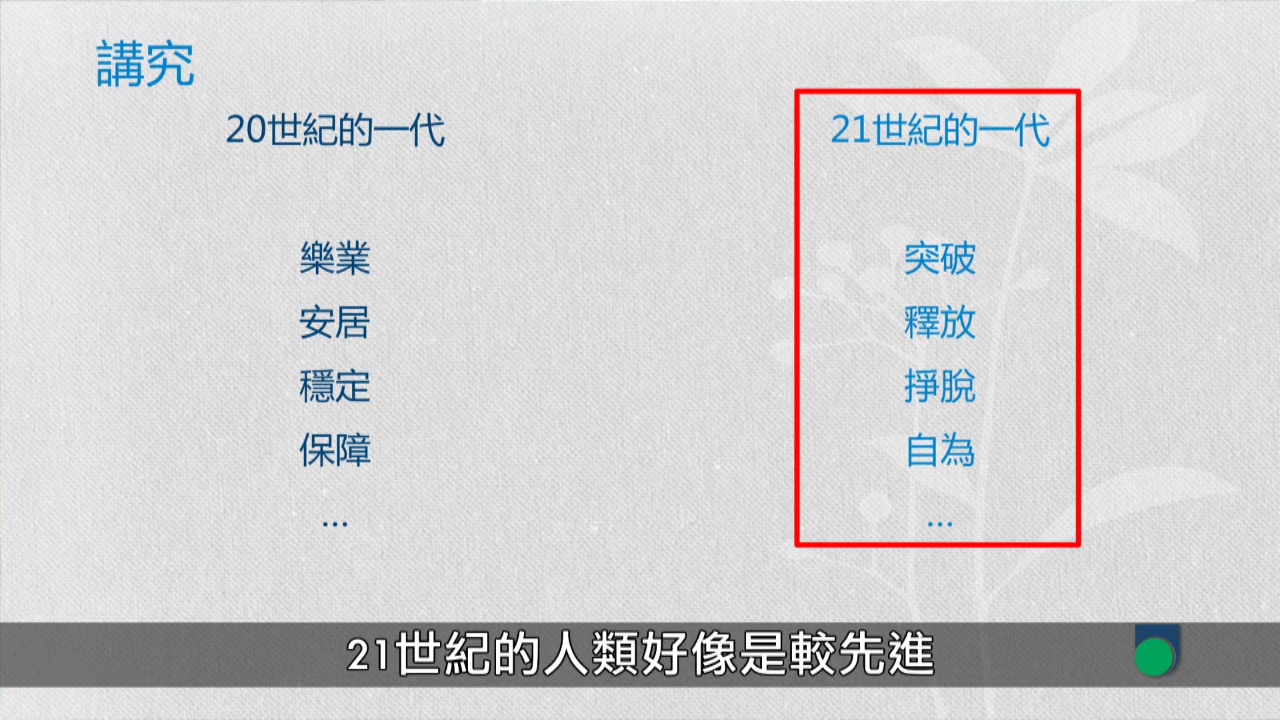 講究
20世紀的一代
樂業
安居
穩定
保障
...
21世紀的一代
突破
釋放
掙脫
自為
...
21世紀的人類好像是較先進